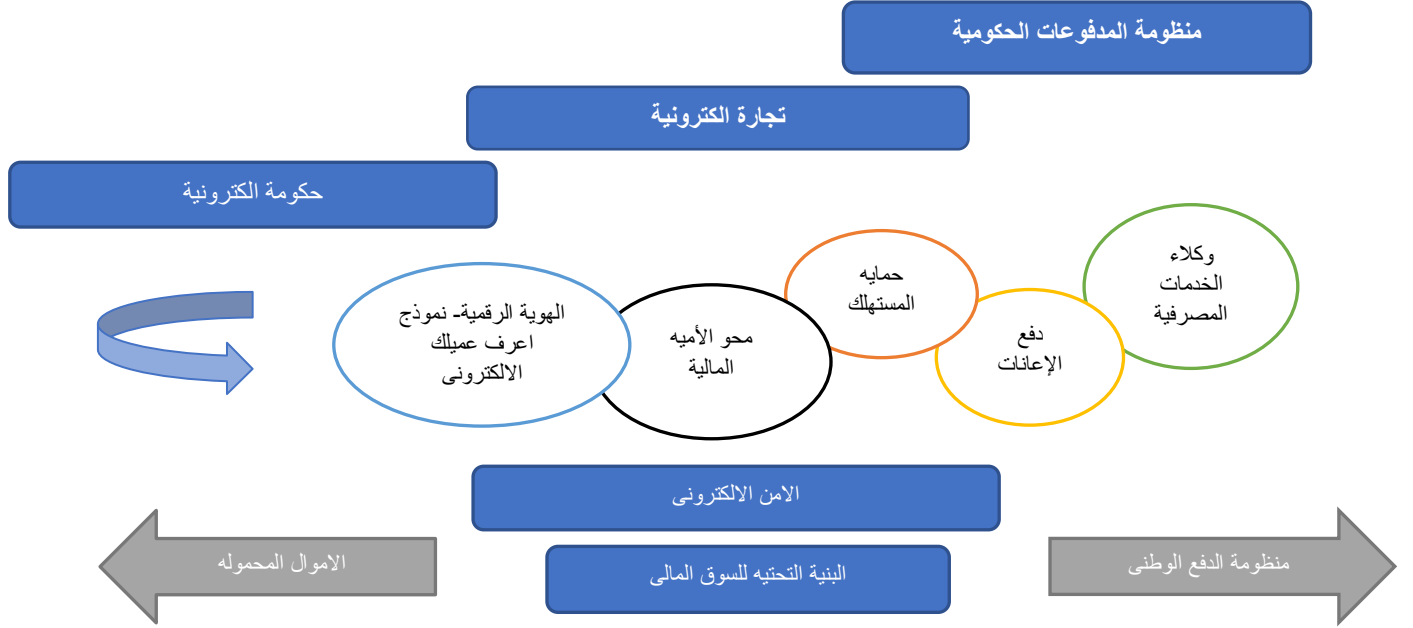 منظومة المدفوعات الحكومية
تجارة الكترونية
حكومة الكترونية
وكلاء
الخدمات
المصرفية
دفع
الإعانات
حمايه
المستهلك
محو الأميه
المالية
الهوية الرقمية- نموذج
اعرف عميلك
الالكترونى
الامن الالكترونى
البنية التحتيه للسوق المالى
منظومة الدفع الوطنى
الاموال المحموله